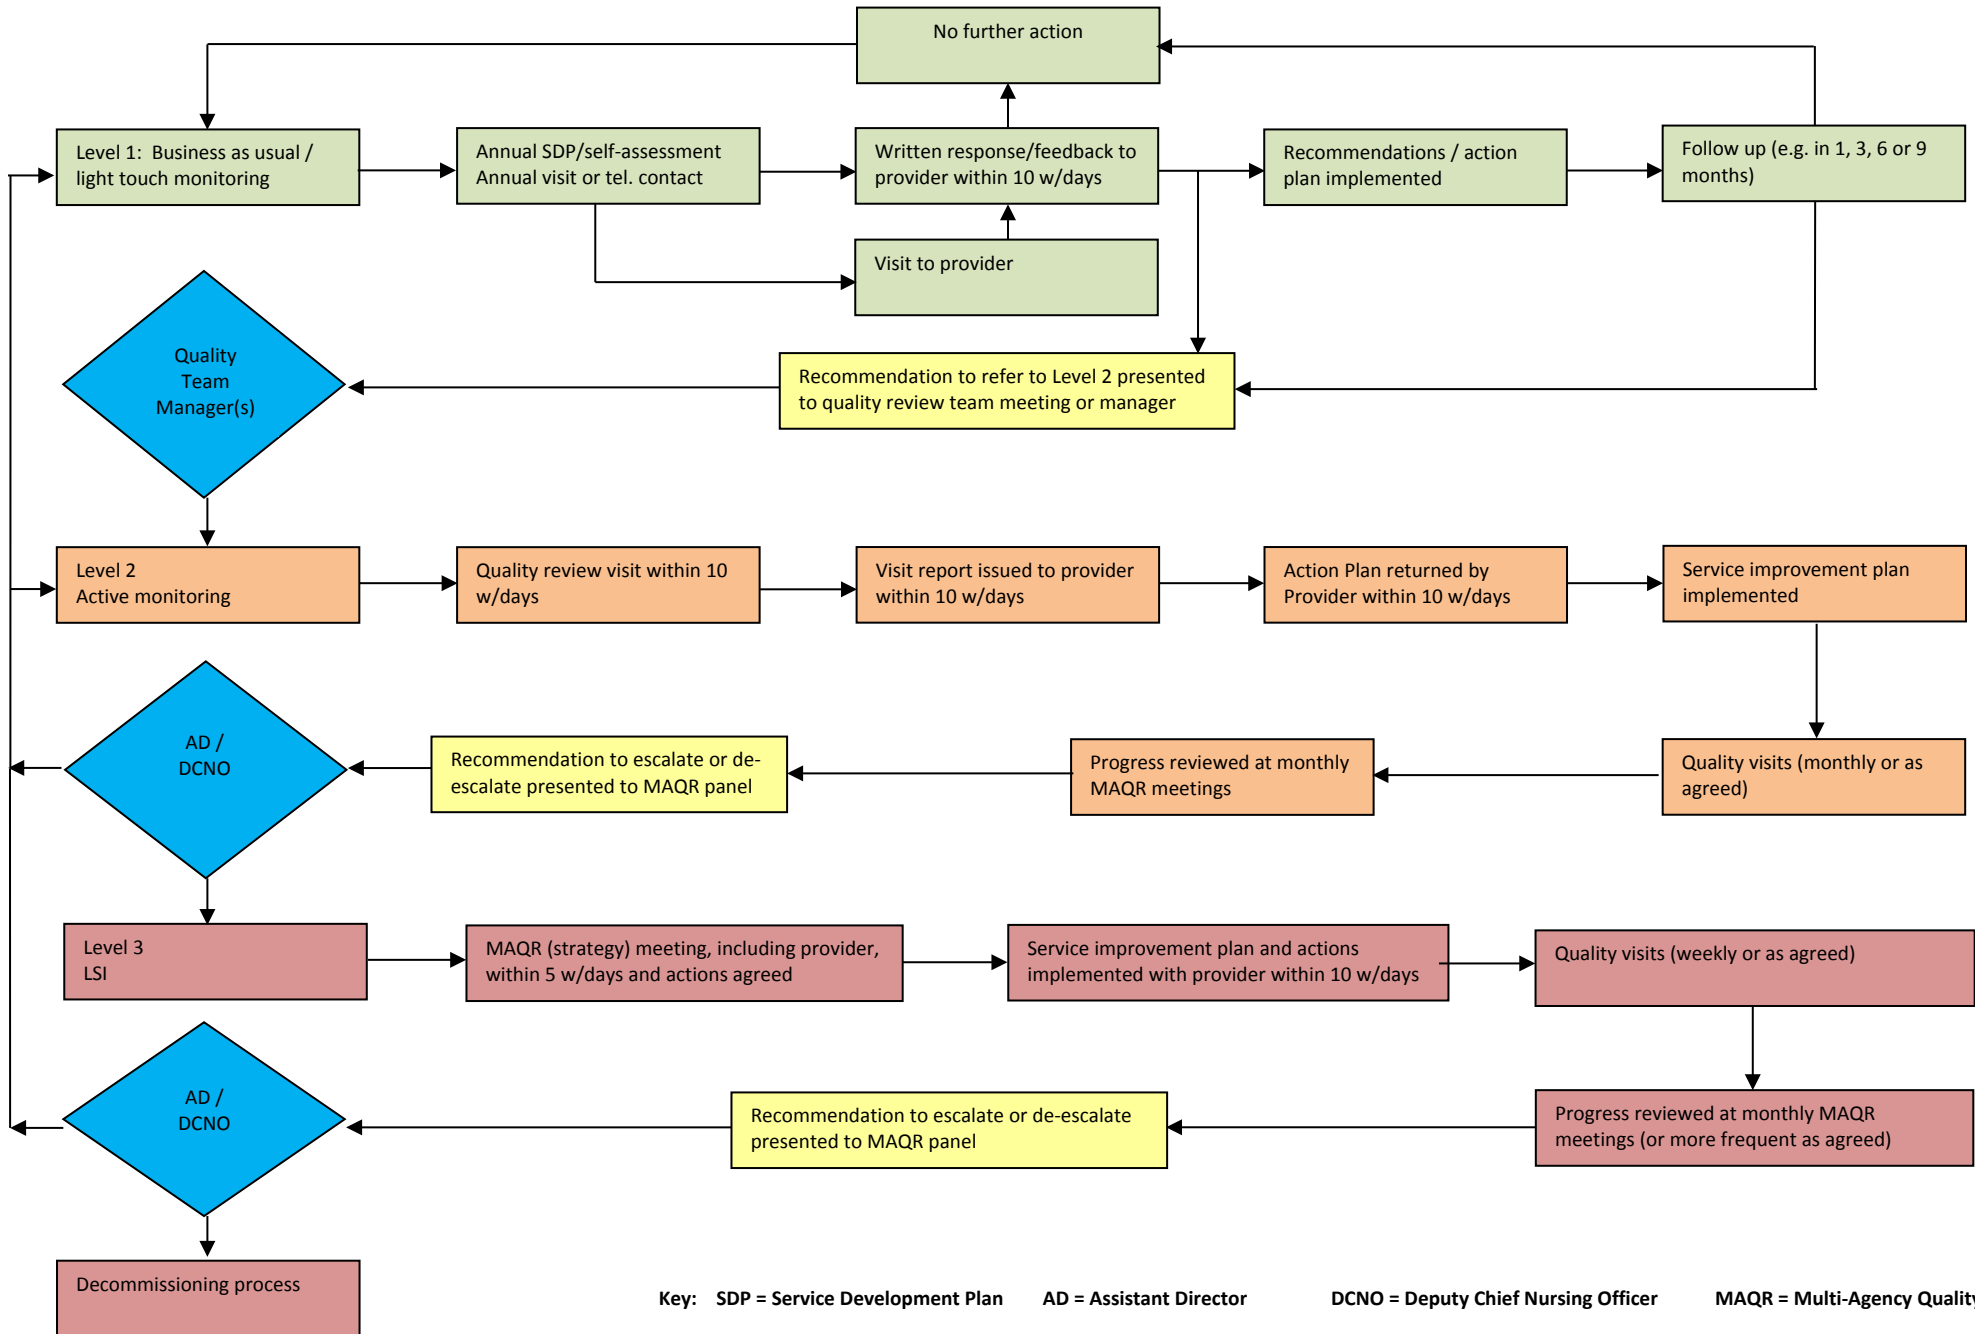 No further action
Level 1:  Business as usual /
light touch monitoring
Annual SDP/self-assessment
Annual visit or tel. contact
Written response/feedback to
provider within 10 w/days
Recommendations / action
plan implemented
Follow up (e.g. in 1, 3, 6 or 9
months)
Visit to provider
Quality
Team
Manager(s)
Recommendation to refer to Level 2 presented
to quality review team meeting or manager
Level 2
Active monitoring
Quality review visit within 10
w/days
Visit report issued to provider
within 10 w/days
Action Plan returned by
Provider within 10 w/days
Service improvement plan
implemented
AD /
DCNO
Recommendation to escalate or de-
escalate presented to MAQR panel
Progress reviewed at monthly
MAQR meetings
Quality visits (monthly or as
agreed)
Level 3
LSI
MAQR (strategy) meeting, including provider,
within 5 w/days and actions agreed
Service improvement plan and actions
implemented with provider within 10 w/days
Quality visits (weekly or as agreed)
AD /
DCNO
Recommendation to escalate or de-escalate
presented to MAQR panel
Progress reviewed at monthly MAQR
meetings (or more frequent as agreed)
Decommissioning process
Key:   SDP = Service Development Plan     AD = Assistant Director     DCNO = Deputy Chief Nursing Officer     MAQR = Multi-Agency Quality